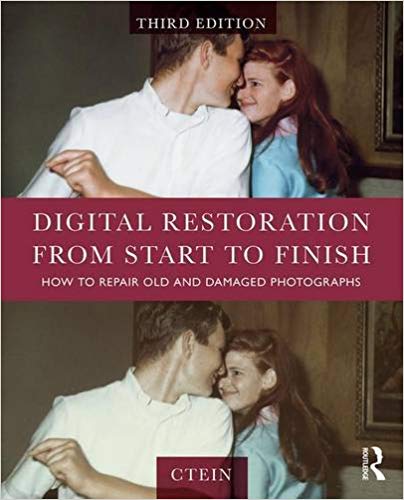 THIRD EDITION
DIGITAL RESTORATION
FROM START TO FINISH
HOW TO REPAIR OLD AND DAMAGED PHOTOGRAPHS
CTEIN
ROUTLEDGE